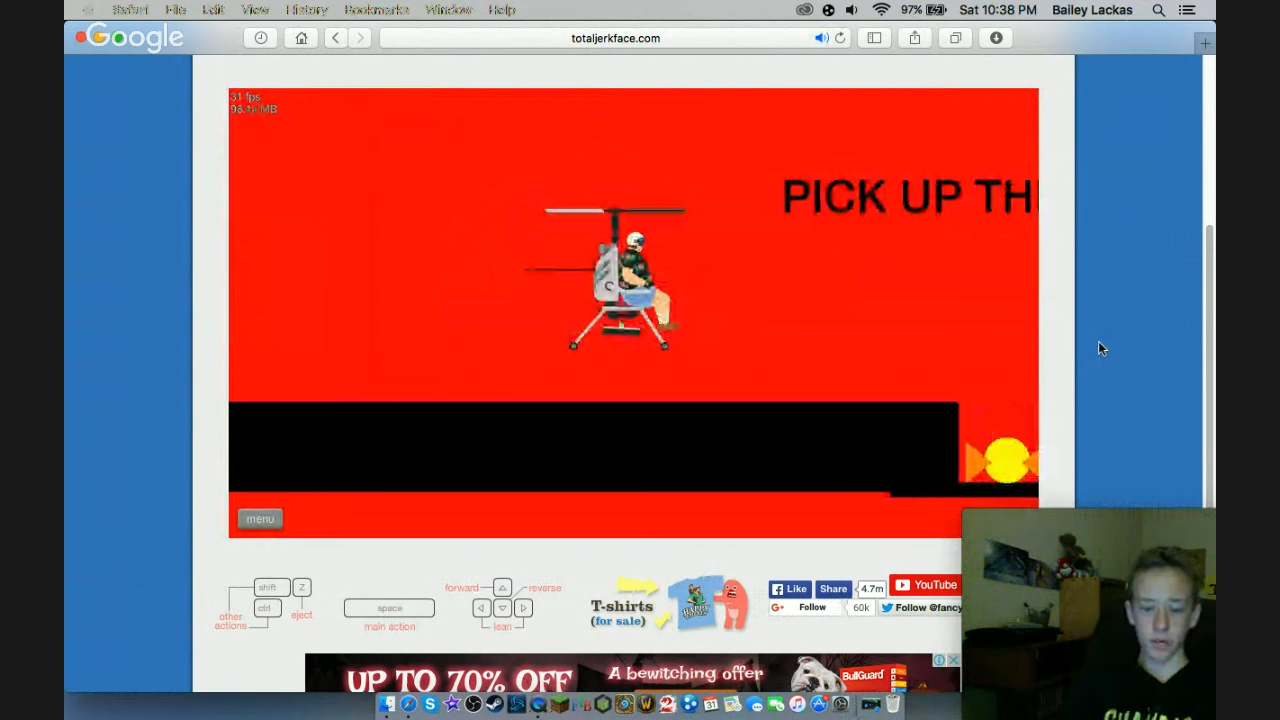 Safari File Edit View History Bookmarks Window Help 97% Sat 10:38 PM Bailey Lackas
Google
totaljerkface.com
31 fps
PICK UP TH
menu
shift Z
ctrl
other actions
eject
space
main action
forward
reverse
lean
T-shirts
(for sale)
Like Share 4.7m YouTube
G+ Follow 60k Follow @fancy
UP TO 70% OFF A bewitching offer BullGuard